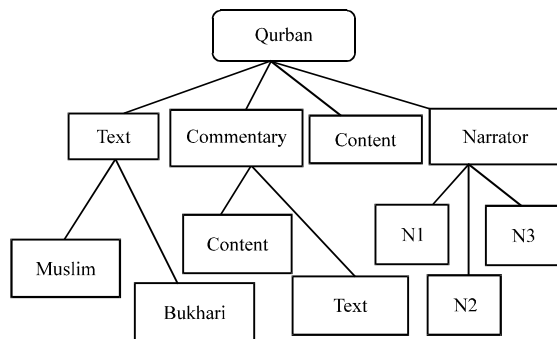 Qurban
Text
Commentary
Content
Narrator
Muslim
Bukhari
Content
Text
N1
N2
N3